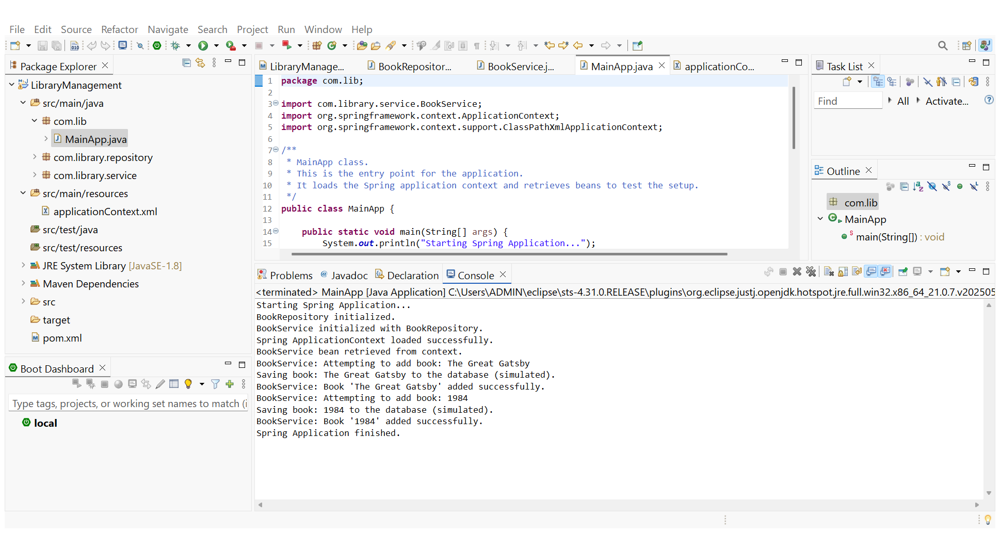 File Edit Source Refactor Navigate Search Project Run Window Help
Package Explorer
LibraryManagement
src/main/java
com.lib
MainApp.java
com.library.repository
com.library.service
src/main/resources
applicationContext.xml
src/test/java
src/test/resources
JRE System Library [JavaSE-1.8]
Maven Dependencies
src
target
pom.xml
Boot Dashboard
Type tags, projects, or working set names to match (i
local
LibraryManage... BookRepositor... BookService.j... MainApp.java applicationCo...
1 package com.lib;
2
3 import com.library.service.BookService;
4 import org.springframework.context.ApplicationContext;
5 import org.springframework.context.support.ClassPathXmlApplicationContext;
6
7 /**
8 * MainApp class.
9 * This is the entry point for the application.
10 * It loads the Spring application context and retrieves beans to test the setup.
11 */
12 public class MainApp {
13
14 public static void main(String[] args) {
15 System.out.println("Starting Spring Application...");
Task List
Find All Activate...
Outline
com.lib
MainApp
main(String[]) : void
Problems Javadoc Declaration Console
<terminated> MainApp [Java Application] C:\Users\ADMIN\eclipse\sts-4.31.0.RELEASE\plugins\org.eclipse.justj.openjdk.hotspot.jre.full.win32.x86_64_21.0.7.v202505
Starting Spring Application...
BookRepository initialized.
BookService initialized with BookRepository.
Spring ApplicationContext loaded successfully.
BookService bean retrieved from context.
BookService: Attempting to add book: The Great Gatsby
Saving book: The Great Gatsby to the database (simulated).
BookService: Book 'The Great Gatsby' added successfully.
BookService: Attempting to add book: 1984
Saving book: 1984 to the database (simulated).
BookService: Book '1984' added successfully.
Spring Application finished.